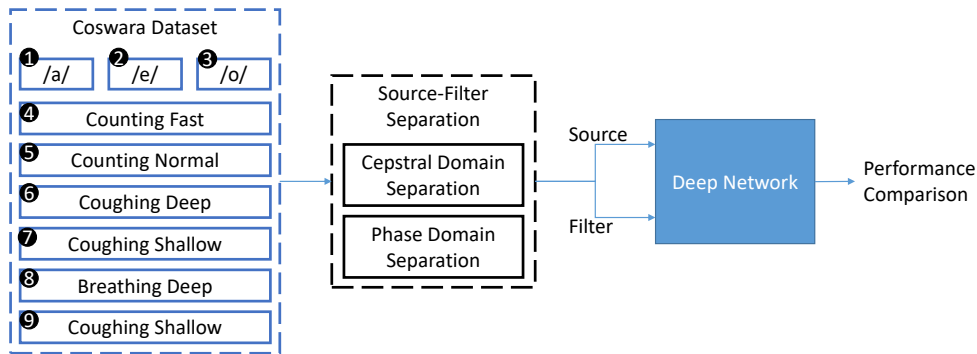 Coswara Dataset
1 /a/
2 /e/
3 /o/
4 Counting Fast
5 Counting Normal
6 Coughing Deep
7 Coughing Shallow
8 Breathing Deep
9 Coughing Shallow
Source-Filter
Separation
Cepstral Domain
Separation
Phase Domain
Separation
Source
Filter
Deep Network
Performance
Comparison